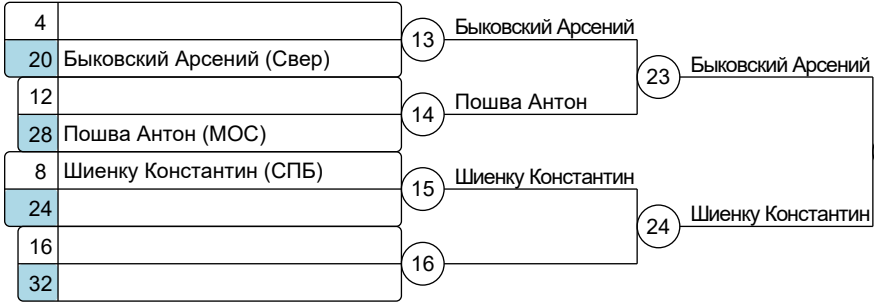 4
20 Быковский Арсений (Свер)
12
28 Пошва Антон (МОС)
8 Шиенку Константин (СПБ)
24
16
32
13 Быковский Арсений
14 Пошва Антон
15 Шиенку Константин
16
23 Быковский Арсений
24 Шиенку Константин